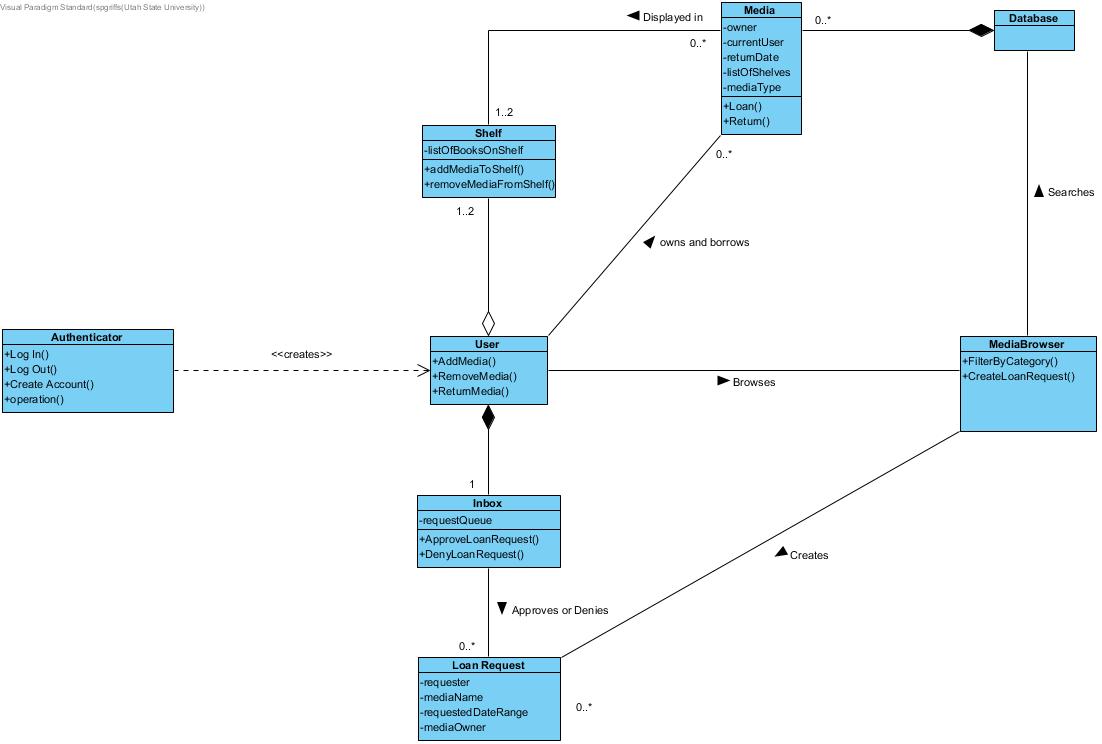 Visual Paradigm Standard(spgriffs(Utah State University))
Displayed in
0..*
Media
-owner
-currentUser
-returnDate
-listOfShelves
-mediaType
+Loan()
+Return()
0..*
Database
1..2
Shelf
-listOfBooksOnShelf
+addMediaToShelf()
+removeMediaFromShelf()
0..*
1..2
Searches
owns and borrows
Authenticator
+Log In()
+Log Out()
+Create Account()
+operation()
<<creates>>
User
+AddMedia()
+RemoveMedia()
+ReturnMedia()
Browses
MediaBrowser
+FilterByCategory()
+CreateLoanRequest()
1
Inbox
-requestQueue
+ApproveLoanRequest()
+DenyLoanRequest()
Creates
Approves or Denies
0..*
Loan Request
-requester
-mediaName
-requestedDateRange
-mediaOwner
0..*